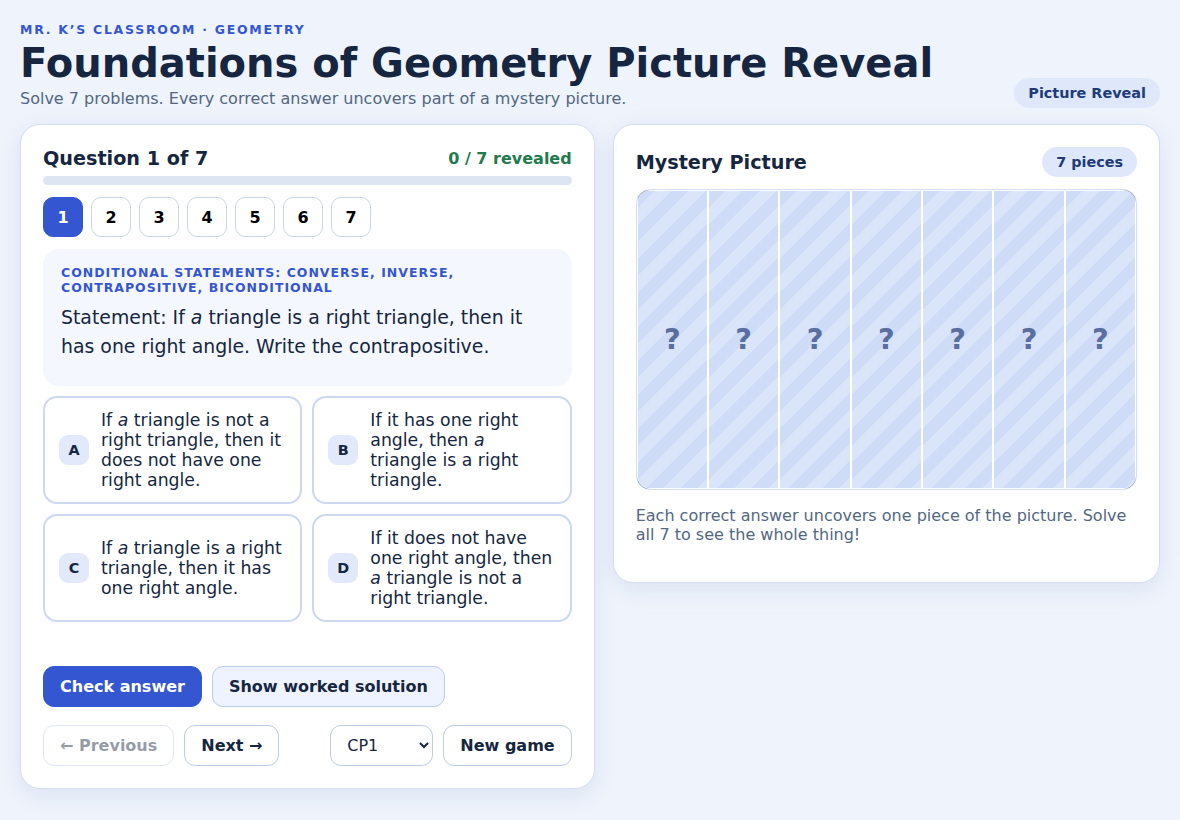 MR. K’S CLASSROOM · GEOMETRY
Foundations of Geometry Picture Reveal
Solve 7 problems. Every correct answer uncovers part of a mystery picture.
Picture Reveal
Question 1 of 7
0 / 7 revealed
1 2 3 4 5 6 7
CONDITIONAL STATEMENTS: CONVERSE, INVERSE,
CONTRAPOSITIVE, BICONDITIONAL
Statement: If a triangle is a right triangle, then it
has one right angle. Write the contrapositive.
A
If a triangle is not a
right triangle, then it
does not have one
right angle.
B
If it has one right
angle, then a
triangle is a right
triangle.
C
If a triangle is a right
triangle, then it has
one right angle.
D
If it does not have
one right angle, then
a triangle is not a
right triangle.
Check answer
Show worked solution
← Previous
Next →
CP1
New game
Mystery Picture
7 pieces
? ? ? ? ? ? ?
Each correct answer uncovers one piece of the picture. Solve
all 7 to see the whole thing!